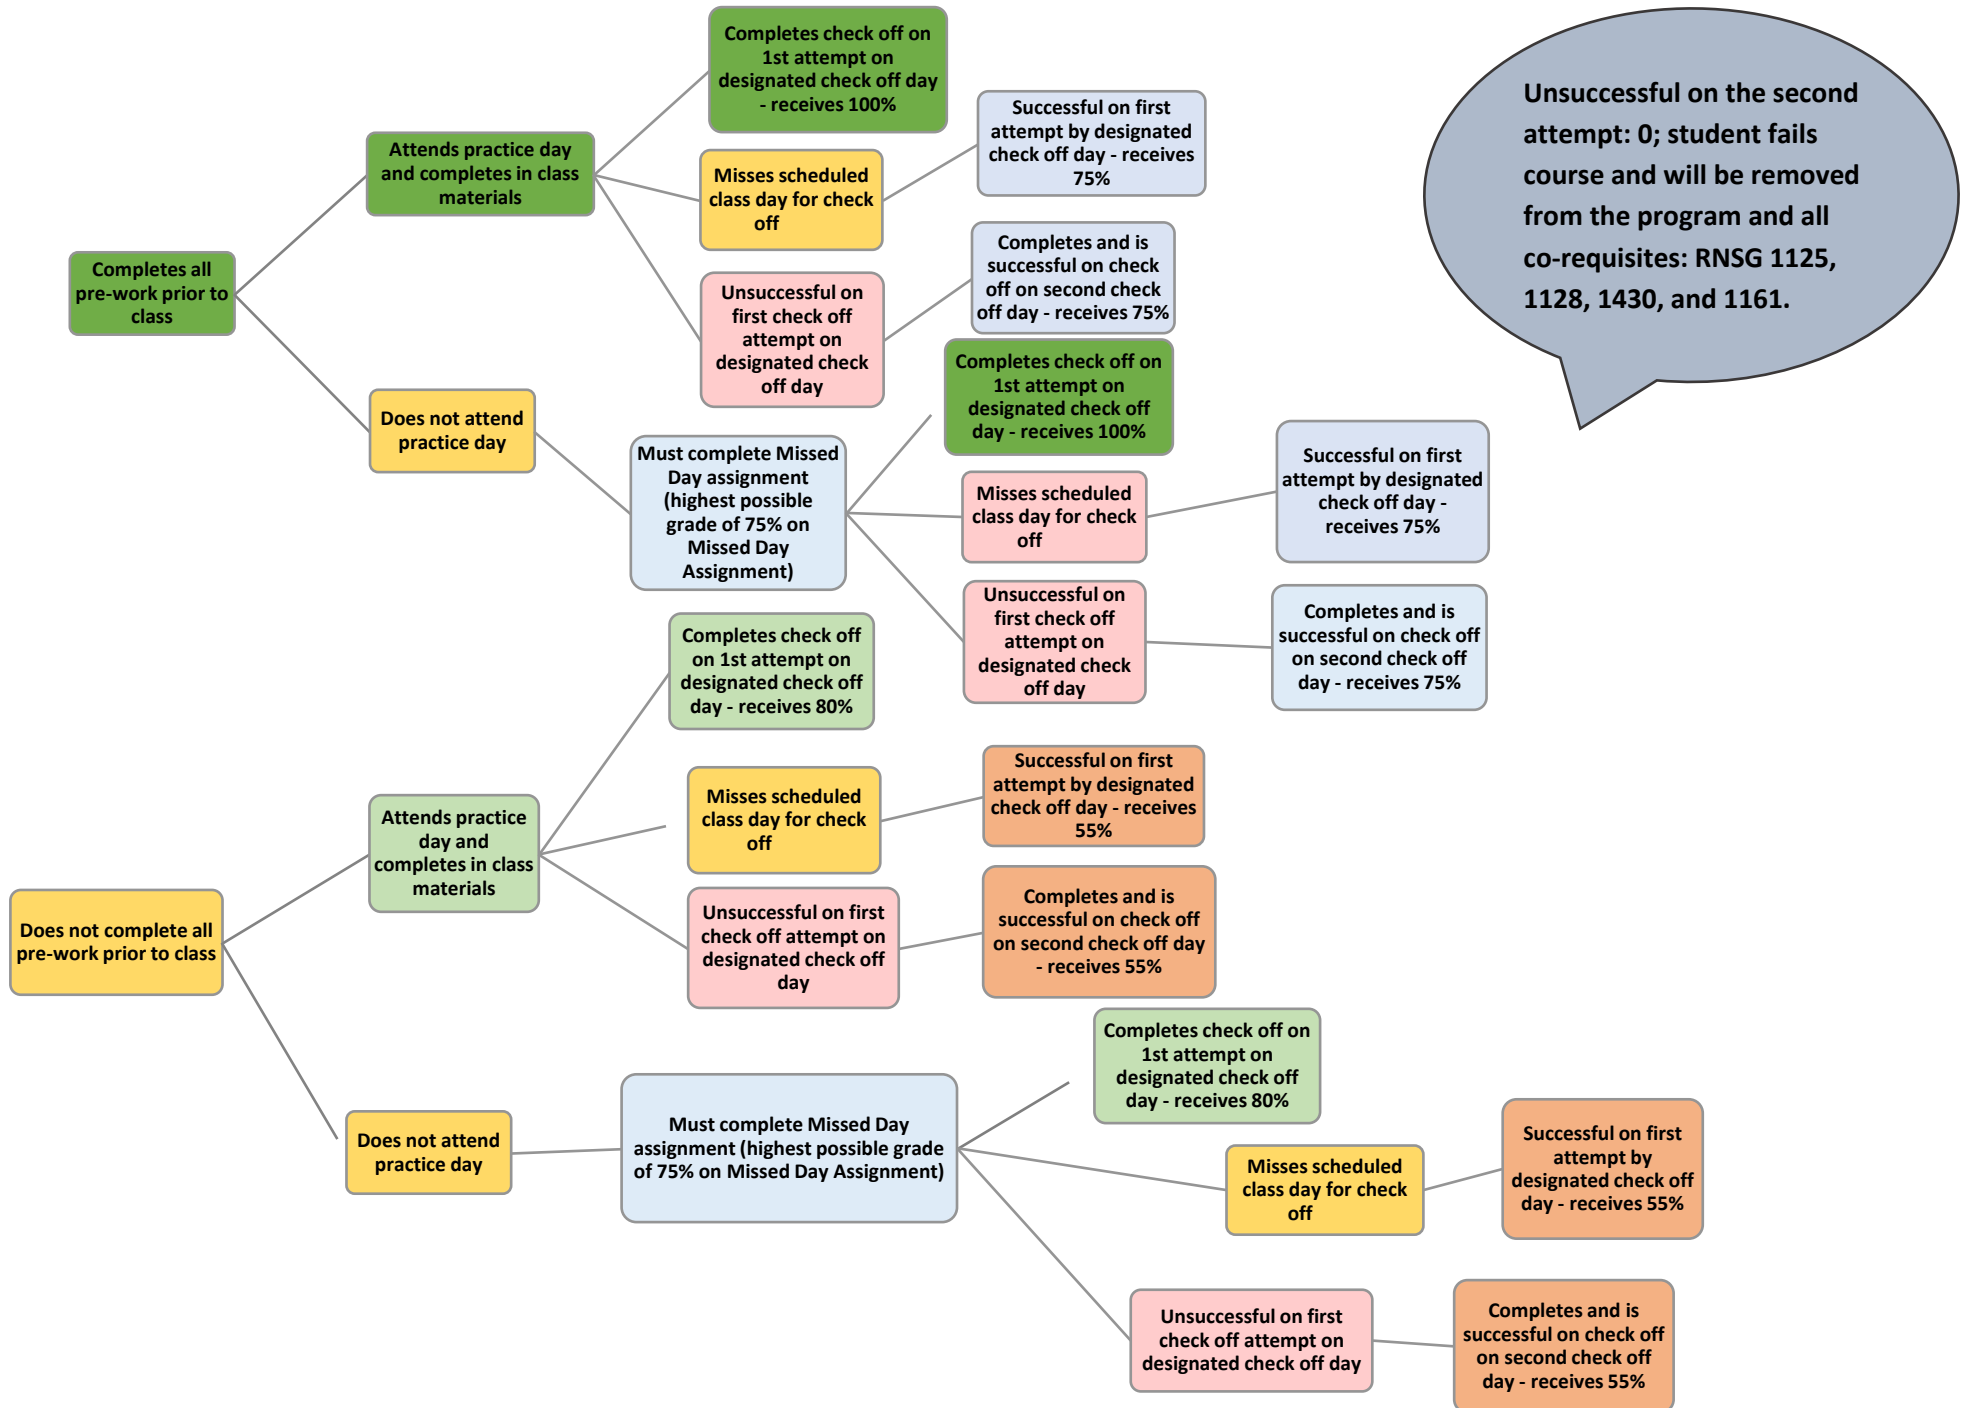 Completes all
pre-work prior to
class
Attends practice day
and completes in class
materials
Completes check off on
1st attempt on
designated check off day
- receives 100%
Misses scheduled
class day for check
off
Successful on first
attempt by designated
check off day - receives
75%
Unsuccessful on
first check off
attempt on
designated check
off day
Completes and is
successful on check
off on second check
off day - receives 75%
Does not attend
practice day
Must complete Missed
Day assignment
(highest possible
grade of 75% on
Missed Day
Assignment)
Completes check off on
1st attempt on
designated check off
day - receives 100%
Misses scheduled
class day for check
off
Successful on first
attempt by designated
check off day -
receives 75%
Unsuccessful on
first check off
attempt on
designated check
off day
Completes and is
successful on check off
on second check off
day - receives 75%
Does not complete all
pre-work prior to class
Attends practice
day and
completes in class
materials
Completes check off
on 1st attempt on
designated check off
day - receives 80%
Misses scheduled
class day for check
off
Successful on first
attempt by designated
check off day - receives
55%
Unsuccessful on first
check off attempt on
designated check off
day
Completes and is
successful on check off
on second check off day
- receives 55%
Does not attend
practice day
Must complete Missed Day
assignment (highest possible grade
of 75% on Missed Day Assignment)
Completes check off on
1st attempt on
designated check off
day - receives 80%
Misses scheduled
class day for check
off
Successful on first
attempt by
designated check off
day - receives 55%
Unsuccessful on first
check off attempt on
designated check off day
Completes and is
successful on check off
on second check off
day - receives 55%
Unsuccessful on the second
attempt: 0; student fails
course and will be removed
from the program and all
co-requisites: RNSG 1125,
1128, 1430, and 1161.